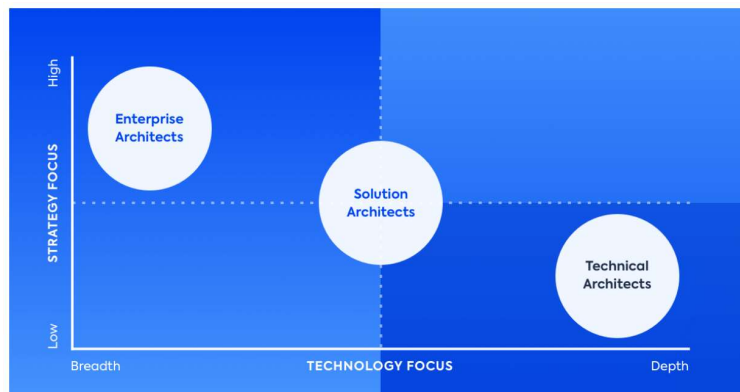 High
Enterprise
Architects
STRATEGY FOCUS
Solution
Architects
Technical
Architects
Low
Breadth
TECHNOLOGY FOCUS
Depth